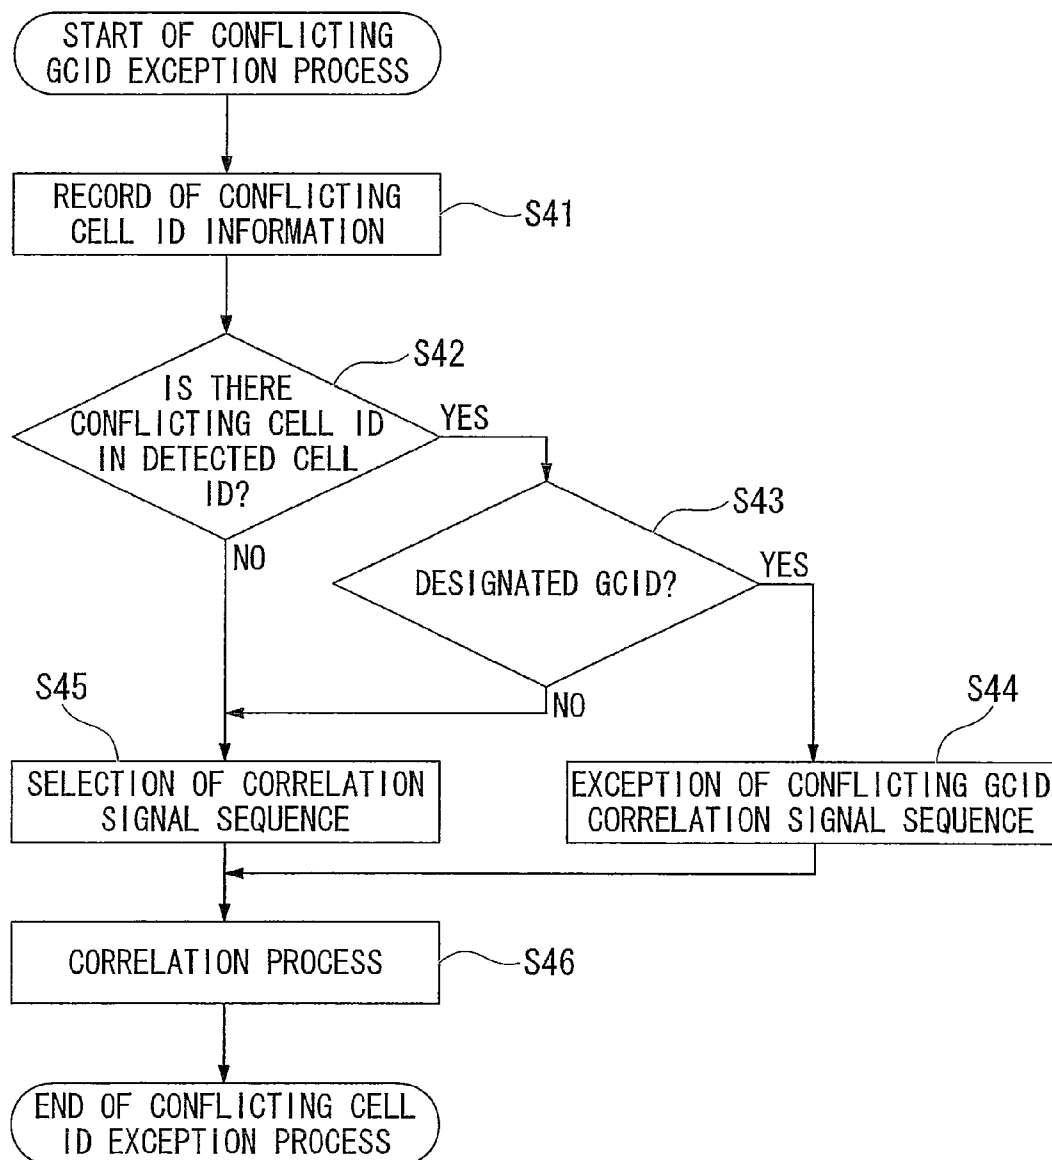 START OF CONFLICTING
GCID EXCEPTION PROCESS
RECORD OF CONFLICTING
CELL ID INFORMATION
S41
S42
IS THERE
CONFLICTING CELL ID
IN DETECTED CELL
ID?
YES
NO
S43
DESIGNATED GCID?
YES
NO
S45
SELECTION OF CORRELATION
SIGNAL SEQUENCE
S44
EXCEPTION OF CONFLICTING GCID
CORRELATION SIGNAL SEQUENCE
CORRELATION PROCESS
S46
END OF CONFLICTING CELL
ID EXCEPTION PROCESS